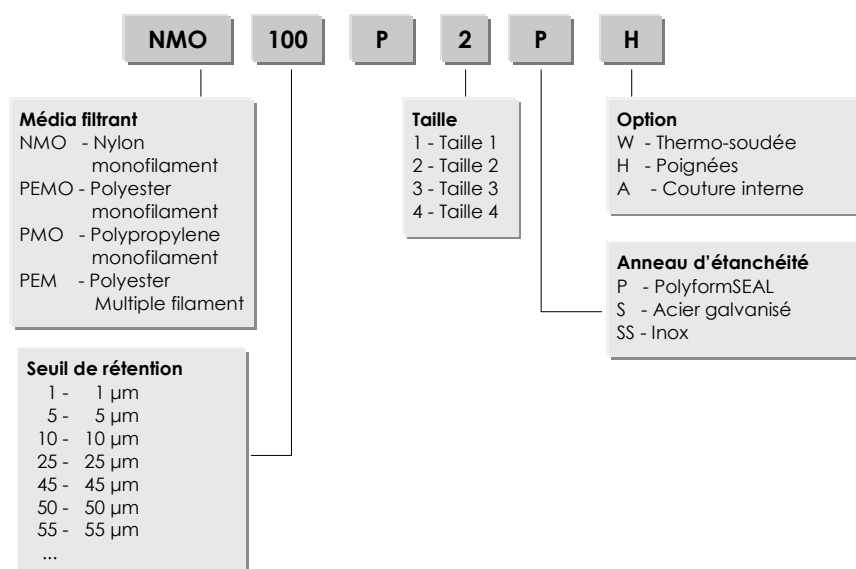 NMO 100 P 2 P H
Média filtrant
NMO - Nylon
monofilament
PEMO - Polyester
monofilament
PMO - Polypropylene
monofilament
PEM - Polyester
Multiple filament
Seuil de rétention
1 - 1 µm
5 - 5 µm
10 - 10 µm
25 - 25 µm
45 - 45 µm
50 - 50 µm
55 - 55 µm
...
Taille
1 - Taille 1
2 - Taille 2
3 - Taille 3
4 - Taille 4
Option
W - Thermo-soudée
H - Poignées
A - Couture interne
Anneau d'étanchéité
P - PolyformSEAL
S - Acier galvanisé
SS - Inox